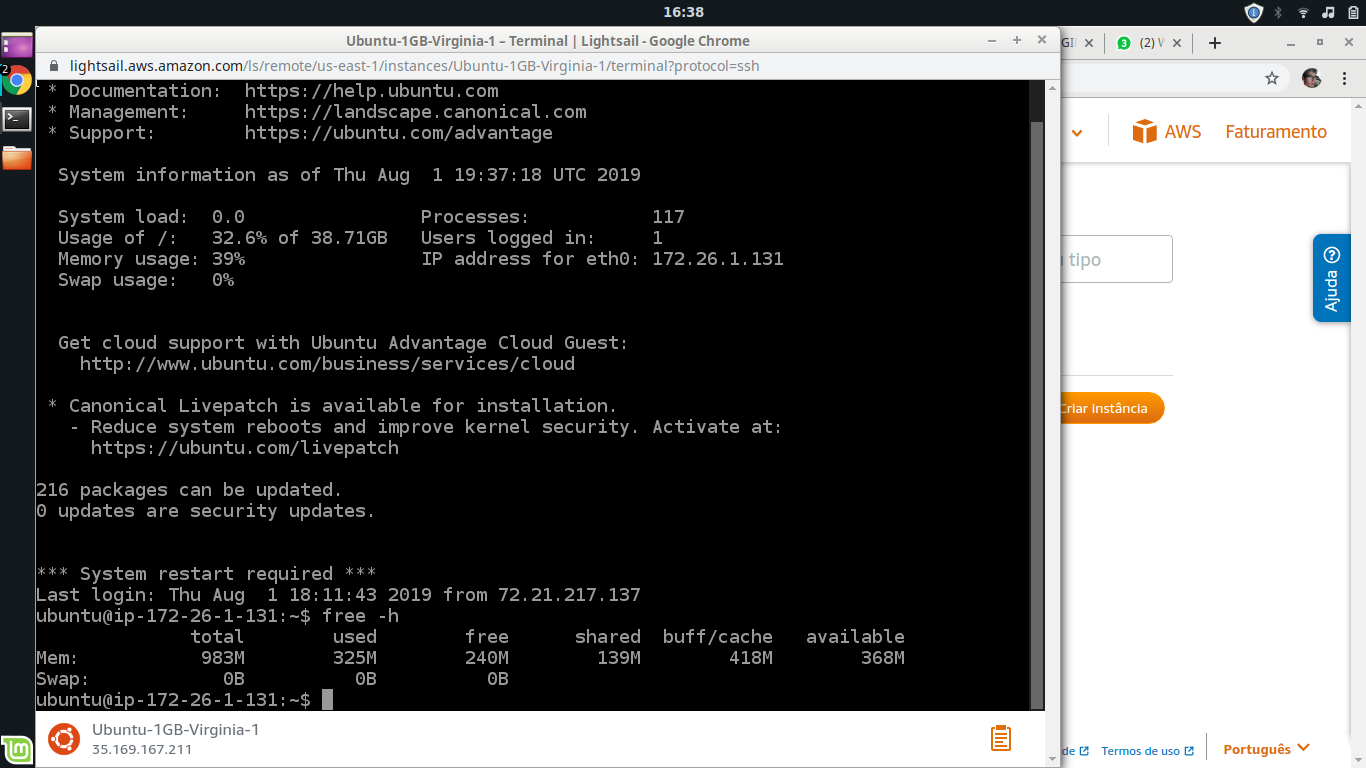 16:38
Ubuntu-1GB-Virginia-1 – Terminal | Lightsail - Google Chrome
lightsail.aws.amazon.com/ls/remote/us-east-1/instances/Ubuntu-1GB-Virginia-1/terminal?protocol=ssh
3 (2) W
2
* Documentation:  https://help.ubuntu.com
* Management:     https://landscape.canonical.com
* Support:        https://ubuntu.com/advantage
System information as of Thu Aug  1 19:37:18 UTC 2019
System load:  0.0                Processes:           117
Usage of /:   32.6% of 38.71GB   Users logged in:     1
Memory usage: 39%                IP address for eth0: 172.26.1.131
Swap usage:   0%
Get cloud support with Ubuntu Advantage Cloud Guest:
http://www.ubuntu.com/business/services/cloud
* Canonical Livepatch is available for installation.
- Reduce system reboots and improve kernel security. Activate at:
https://ubuntu.com/livepatch
216 packages can be updated.
0 updates are security updates.
*** System restart required ***
Last login: Thu Aug  1 18:11:43 2019 from 72.21.217.137
ubuntu@ip-172-26-1-131:~$ free -h
total        used        free      shared  buff/cache   available
Mem:           983M        325M        240M        139M        418M        368M
Swap:            0B          0B          0B
ubuntu@ip-172-26-1-131:~$
Ubuntu-1GB-Virginia-1
35.169.167.211
AWS
Faturamento
tipo
Ajuda
Criar instância
de
Termos de uso
Português